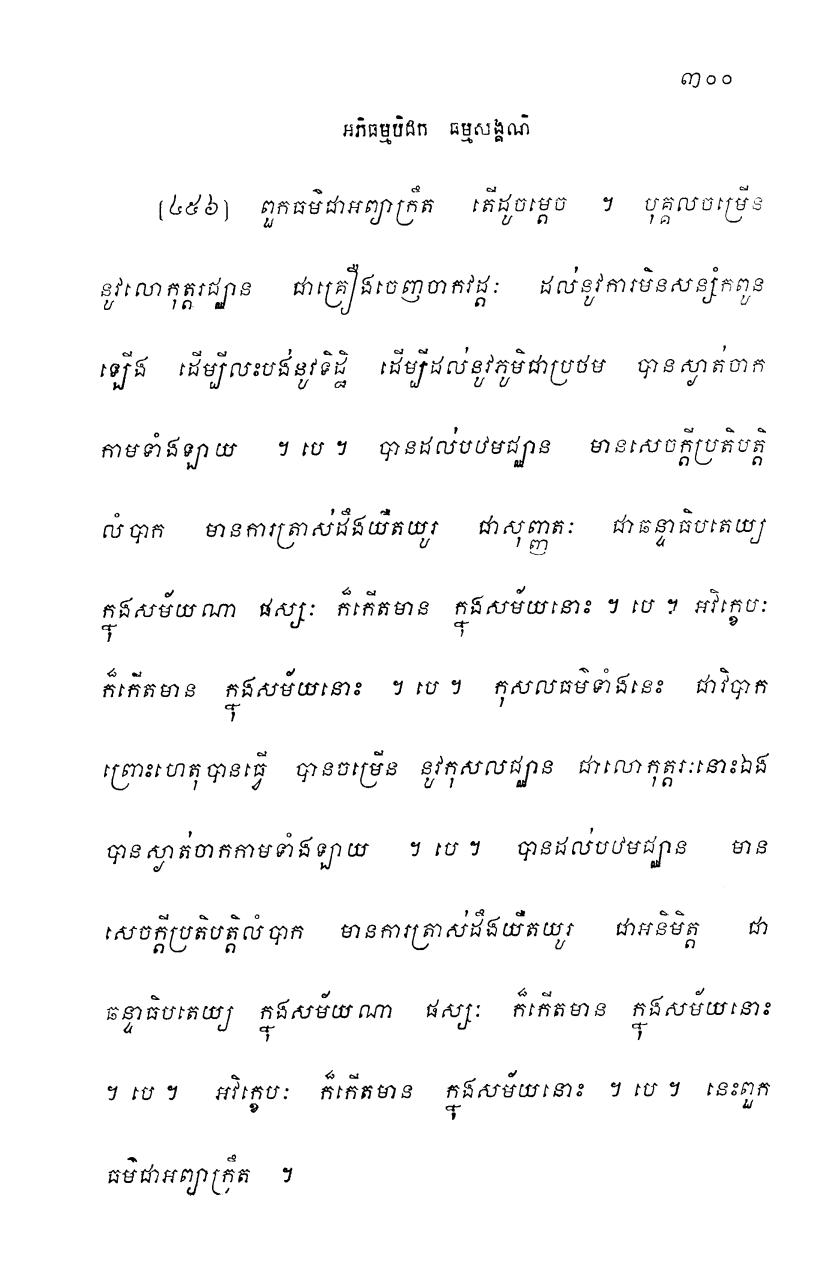 ៣០០
អភិធម្មបិដក ធម្មសង្គណី
[៤៥៦] ពួកធម៌ជាអព្យាក្រឹត តើដូចម្តេច ។ បុគ្គលចម្រើន
នូវលោកុត្តរជ្ឈាន ជាគ្រឿងចេញចាកវដ្តៈ ដល់នូវការមិនសន្សំកពូន
ឡើង ដើម្បីលះបង់នូវទិដ្ឋិ ដើម្បីដល់នូវភូមិជាប្រថម បានស្ងាត់ចាក
កាមទាំងឡាយ ។ បេ ។ បានដល់បឋមជ្ឈាន មានសេចក្តីប្រតិបត្តិ
លំបាក មានការត្រាស់ដឹងយឺតយូរ ជាសុញ្ញតៈ ជាឆន្ទាធិបតេយ្យ
ក្នុងសម័យណា ផស្សៈ ក៏កើតមាន ក្នុងសម័យនោះ ។ បេ ។ អវិក្ខេបៈ
ក៏កើតមាន ក្នុងសម័យនោះ ។ បេ ។ កុសលធម៌ទាំងនេះ ជាវិបាក
ព្រោះហេតុបានធ្វើ បានចម្រើន នូវកុសលជ្ឈាន ជាលោកុត្តរៈនោះឯង
បានស្ងាត់ចាកកាមទាំងឡាយ ។ បេ ។ បានដល់បឋមជ្ឈាន មាន
សេចក្តីប្រតិបត្តិលំបាក មានការត្រាស់ដឹងយឺតយូរ ជាអនិមិត្ត ជា
ឆន្ទាធិបតេយ្យ ក្នុងសម័យណា ផស្សៈ ក៏កើតមាន ក្នុងសម័យនោះ
។ បេ ។ អវិក្ខេបៈ ក៏កើតមាន ក្នុងសម័យនោះ ។ បេ ។ នេះពួក
ធម៌ជាអព្យាក្រឹត ។